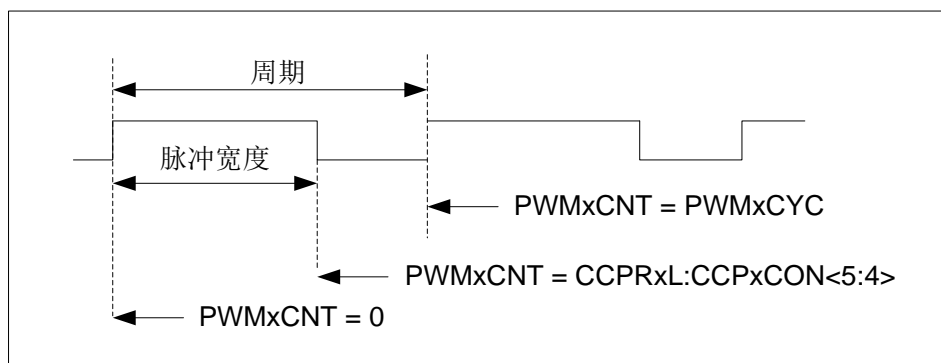 周期
脉冲宽度
PWMxCNT = PWMxCYC
PWMxCNT = CCPRxL:CCPxCON<5:4>
PWMxCNT = 0